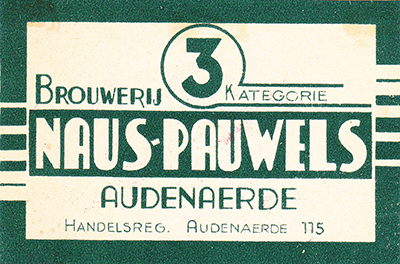 3
BROUWERIJ KATEGORIE
NAUS-PAUWELS
AUDENAERDE
HANDELSREG. AUDENAERDE 115